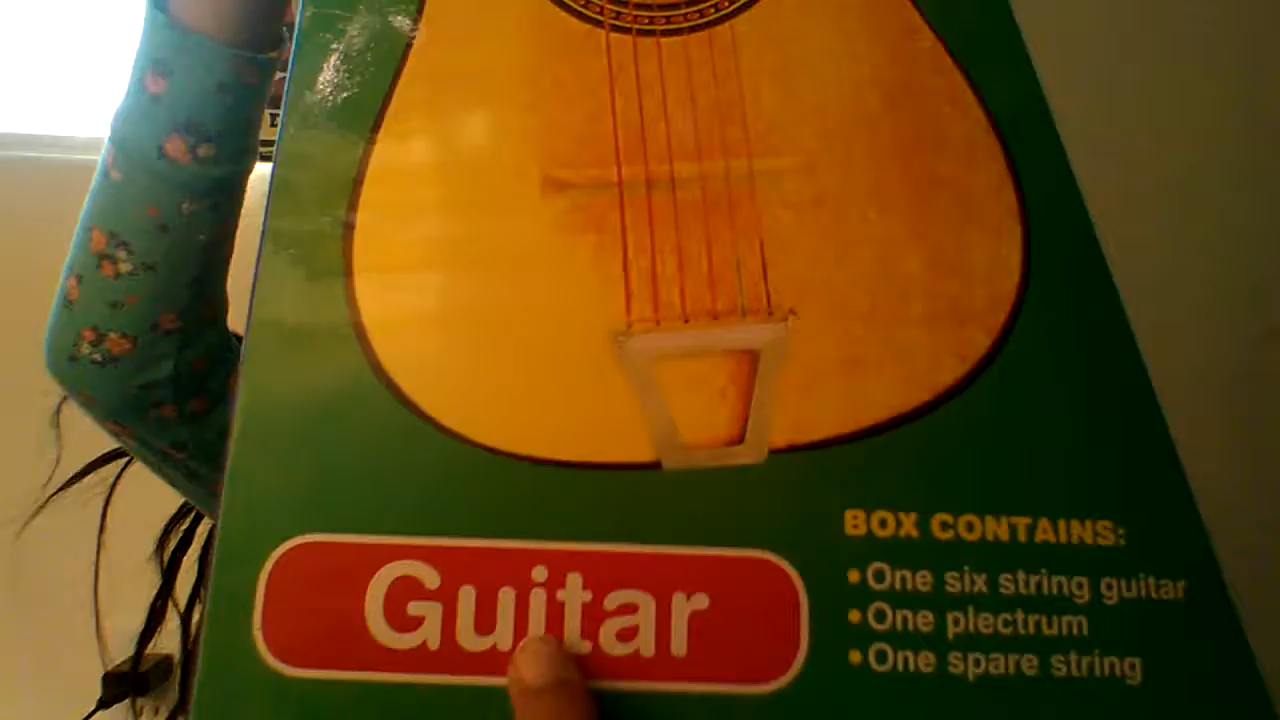 Guitar
BOX CONTAINS:
•One six string guitar
•One plectrum
•One spare string